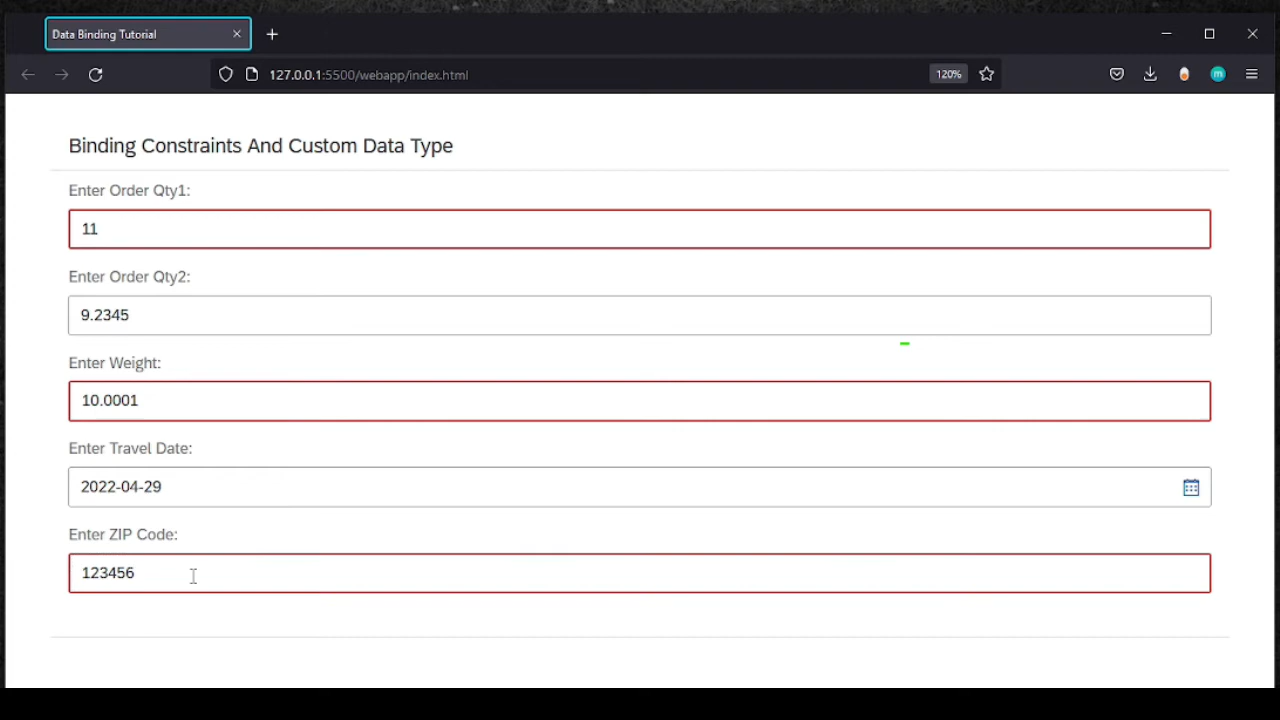 Data Binding Tutorial
127.0.0.1:5500/webapp/index.html
120%
m
Binding Constraints And Custom Data Type
Enter Order Qty1:
11
Enter Order Qty2:
9.2345
Enter Weight:
10.0001
Enter Travel Date:
2022-04-29
Enter ZIP Code:
123456